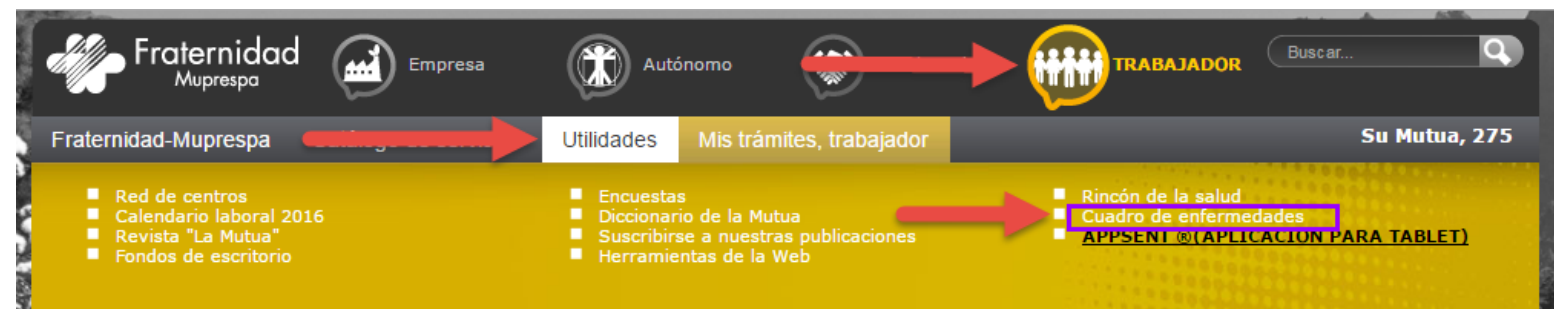 Fraternidad
Muprespa
Empresa
Autónomo
TRABAJADOR
Buscar...
Fraternidad-Muprespa
Utilidades
Mis trámites, trabajador
Su Mutua, 275
Red de centros
Calendario laboral 2016
Revista "La Mutua"
Fondos de escritorio
Encuestas
Diccionario de la Mutua
Suscribirse a nuestras publicaciones
Herramientas de la Web
Rincón de la salud
Cuadro de enfermedades
APPSENT ®(APLICACION PARA TABLET)